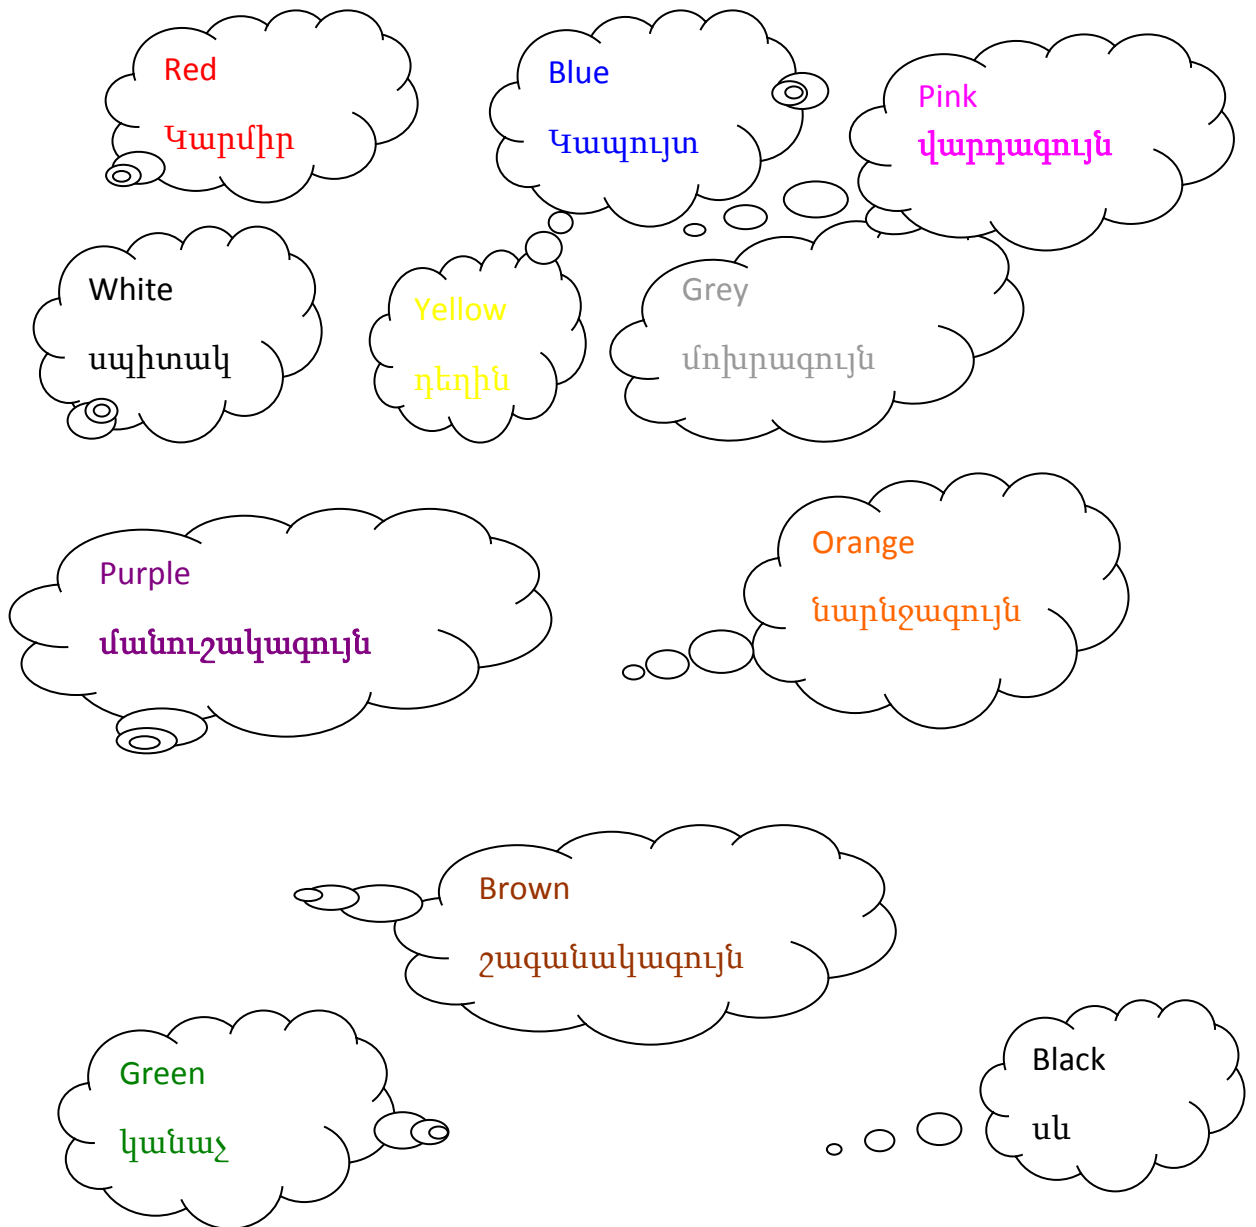 Red
Կարմիր
Blue
Կապույտ
Pink
վարդագույն
White
սպիտակ
Yellow
դեղին
Grey
մոխրագույն
Purple
մանուշակագույն
Orange
նարնջագույն
Brown
շագանակագույն
Green
կանաչ
Black
սև